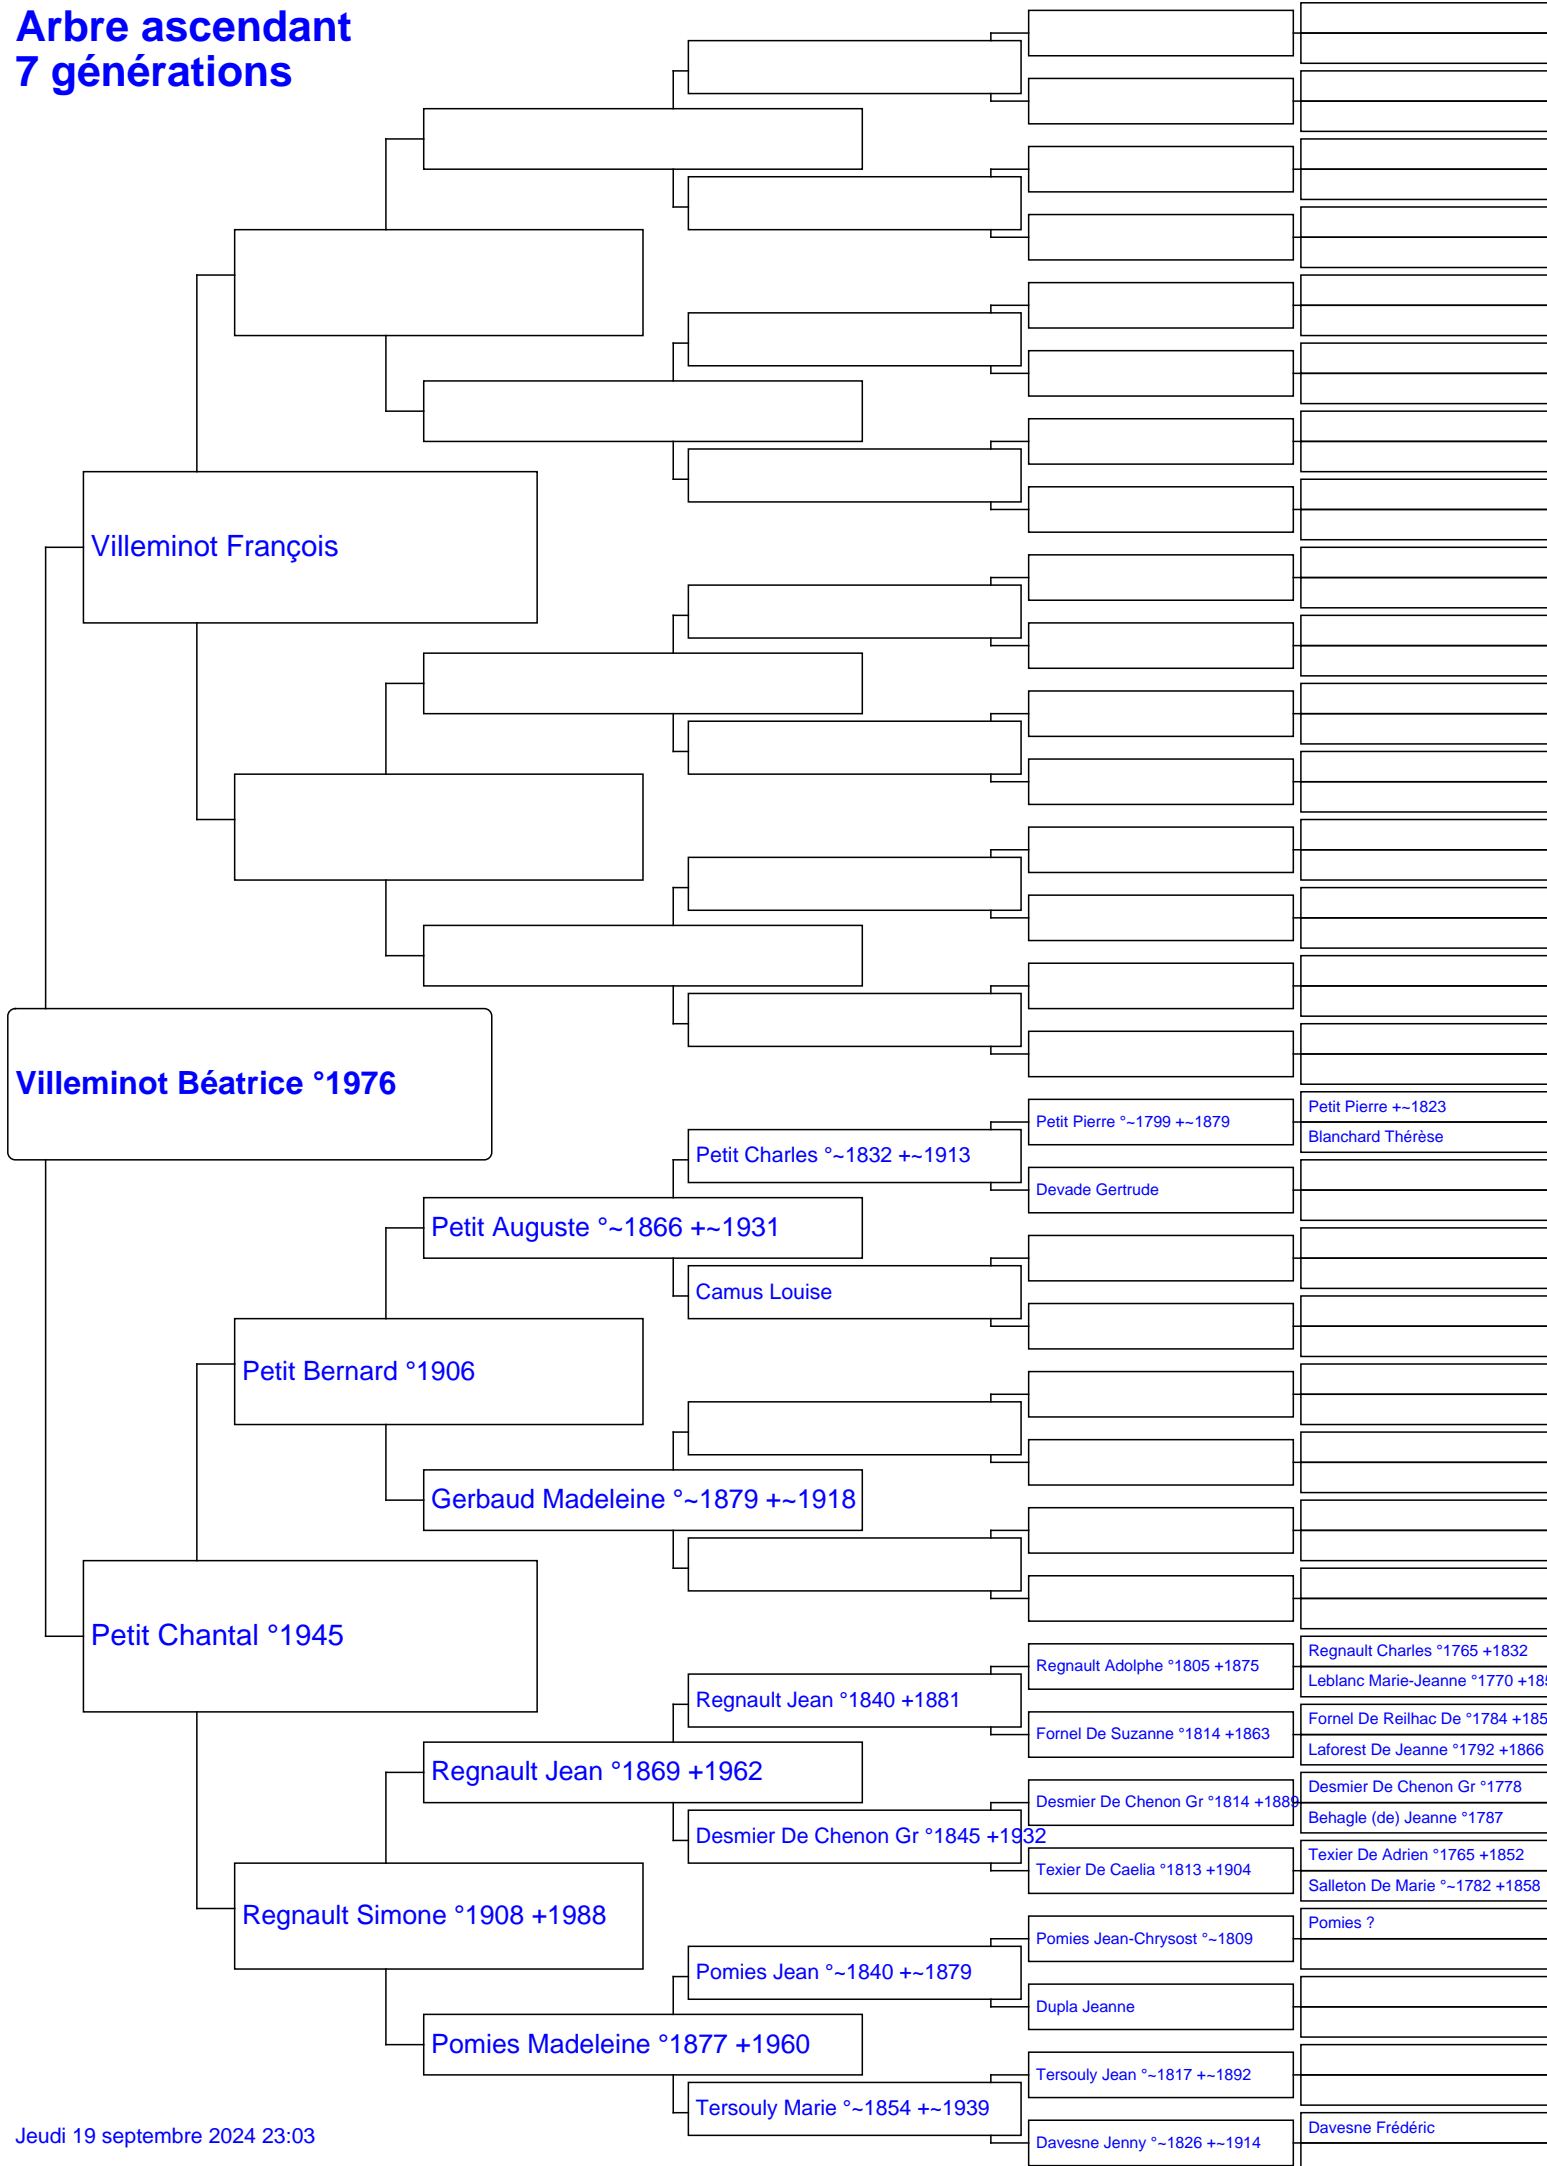 Arbre ascendant
7 générations
Villeminot François
Villeminot Béatrice °1976
Petit Pierre +~1823
Petit Pierre °~1799 +~1879
Blanchard Thérèse
Petit Charles °~1832 +~1913
Devade Gertrude
Petit Auguste °~1866 +~1931
Camus Louise
Petit Bernard °1906
Gerbaud Madeleine °~1879 +~1918
Petit Chantal °1945
Regnault Charles °1765 +1832
Regnault Adolphe °1805 +1875
Leblanc Marie-Jeanne °1770 +185
Regnault Jean °1840 +1881
Fornel De Reilhac De °1784 +185
Fornel De Suzanne °1814 +1863
Laforest De Jeanne °1792 +1866
Regnault Jean °1869 +1962
Desmier De Chenon Gr °1778
Desmier De Chenon Gr °1814 +1889
Behagle (de) Jeanne °1787
Desmier De Chenon Gr °1845 +1932
Texier De Adrien °1765 +1852
Texier De Caelia °1813 +1904
Salleton De Marie °~1782 +1858
Regnault Simone °1908 +1988
Pomies ?
Pomies Jean-Chrysost °~1809
Pomies Jean °~1840 +~1879
Dupla Jeanne
Pomies Madeleine °1877 +1960
Tersouly Jean °~1817 +~1892
Tersouly Marie °~1854 +~1939
Davesne Frédéric
Davesne Jenny °~1826 +~1914
Jeudi 19 septembre 2024 23:03